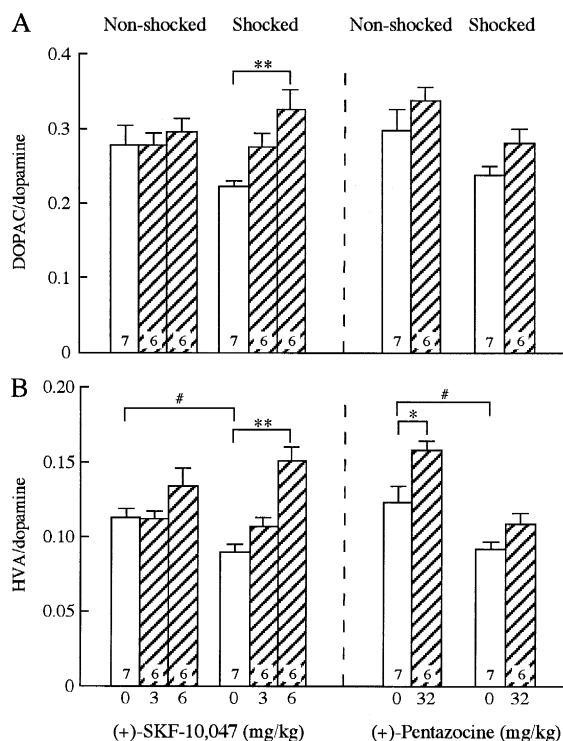 A
Non-shocked Shocked Non-shocked Shocked
**
0.4
0.3
0.2
0.1
0
DOPAC/dopamine
7 6 6 7 6 6 7 6 7 6
B
0.20
0.15
0.10
0.05
0
HVA/dopamine
# ** # *
7 6 6 7 6 6 7 6 7 6
0 3 6 0 3 6 0 32 0 32
(+)-SKF-10,047 (mg/kg) (+)-Pentazocine (mg/kg)